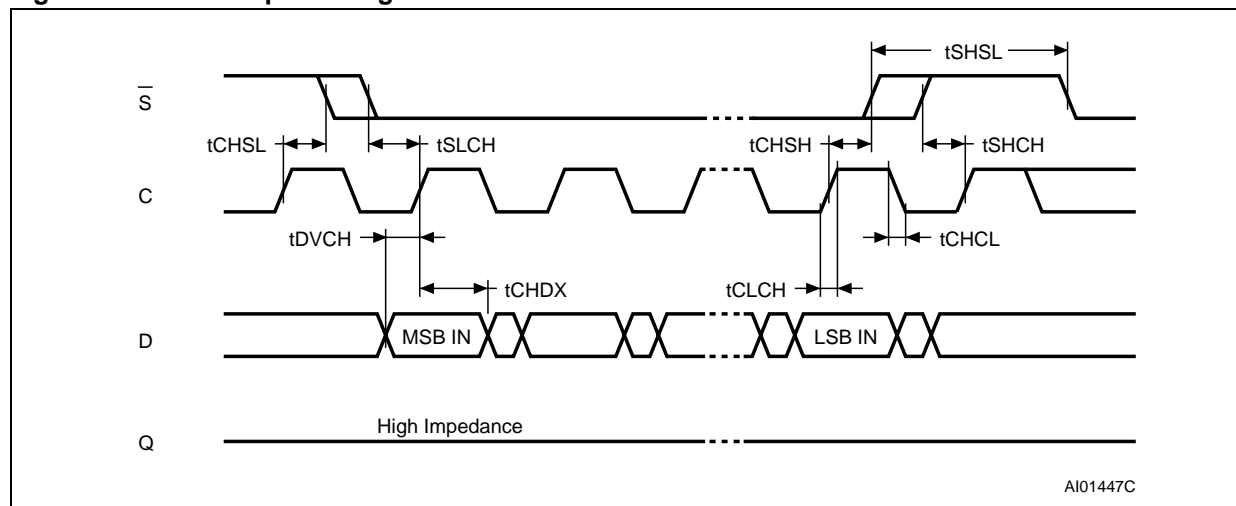 tSHSL
S
tCHSL
tSLCH
tCHSH
tSHCH
C
tDVCH
tCHCL
tCHDX
tCLCH
D
MSB IN
LSB IN
High Impedance
Q
AI01447C